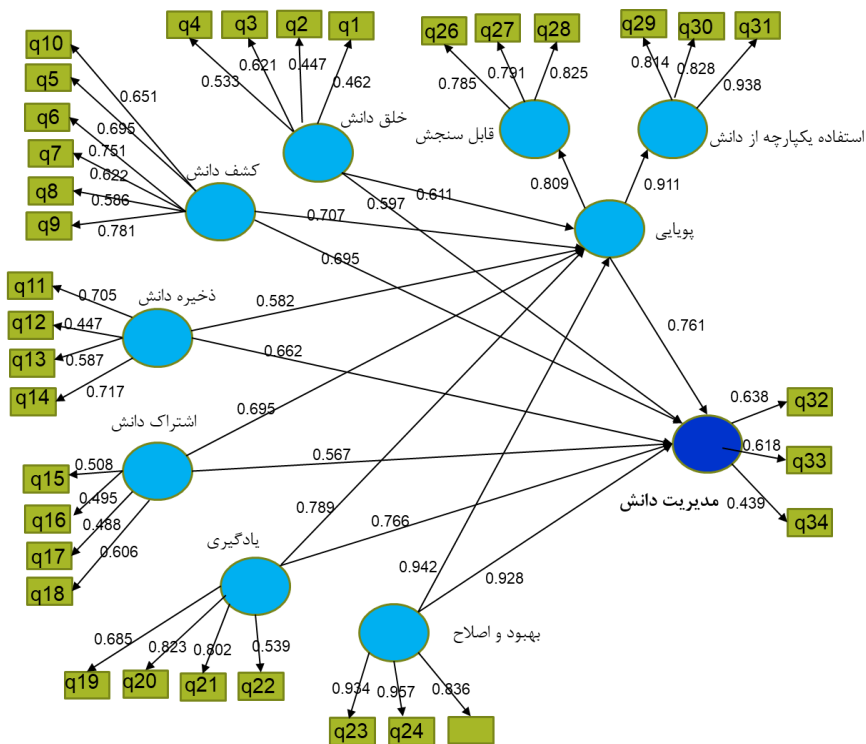 q4
q3
q2
q1
q26
q27
q28
q29
q30
q31
q10
q5
q6
q7
q8
q9
0.533
0.621
0.447
0.462
0.785
0.791
0.825
0.814
0.828
0.938
0.651
0.695
0.751
0.622
0.586
0.781
خلق دانش
کشف دانش
قابل سنجش
استفاده یکپارچه از دانش
0.809
0.911
0.611
0.597
0.707
0.695
پویایی
q11
q12
q13
q14
0.705
0.447
0.587
0.717
ذخیره دانش
0.582
0.662
0.761
اشتراک دانش
0.695
0.567
q15
q16
q17
q18
0.508
0.495
0.488
0.606
0.638
0.618
0.439
q32
q33
q34
مدیریت دانش
یادگیری
0.789
0.766
0.942
0.928
0.685
0.823
0.802
0.539
q19
q20
q21
q22
بهبود و اصلاح
0.934
0.957
0.836
q23
q24